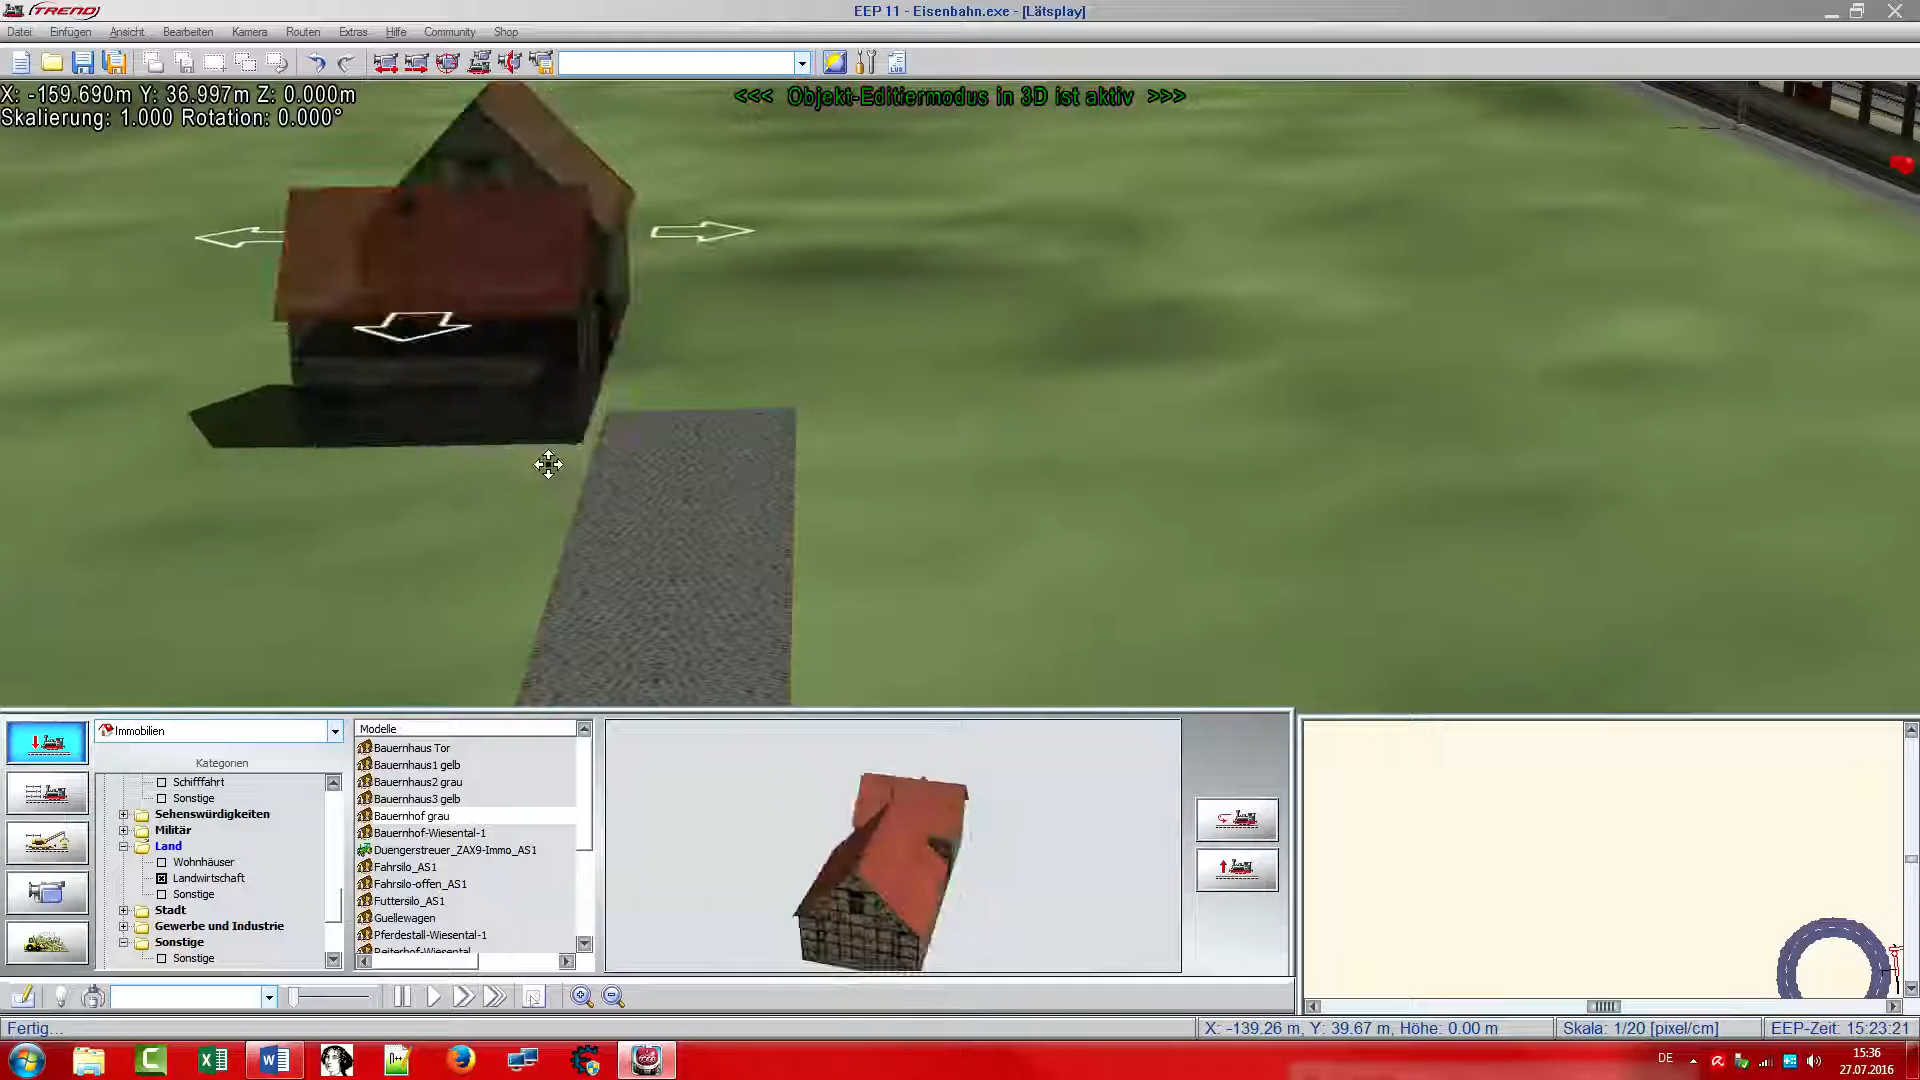 TREND
EEP 11 - Eisenbahn.exe - [Lätsplay]
Datei Einfügen Ansicht Bearbeiten Kamera Routen Extras Hilfe Community Shop
X: -159.690m Y: 36.997m Z: 0.000m
<<< Objekt-Editiermodus in 3D ist aktiv >>>
Skalierung: 1.000 Rotation: 0.000°
Immobilien
Kategorien
Schifffahrt
Sonstige
Sehenswürdigkeiten
Militär
Land
Wohnhäuser
Landwirtschaft
Sonstige
Stadt
Gewerbe und Industrie
Sonstige
Sonstige
Modelle
Bauernhaus Tor
Bauernhaus1 gelb
Bauernhaus2 grau
Bauernhaus3 gelb
Bauernhof grau
Bauernhof-Wiesental-1
Duengerstreuer_ZAX9-Immo_AS1
Fahrsilo_AS1
Fahrsilo-offen_AS1
Futtersilo_AS1
Guellewagen
Pferdestall-Wiesental-1
Reiterhof-Wiesental
Fertig...
X: -139.26 m, Y: 39.67 m, Höhe: 0.00 m
Skala: 1/20 [pixel/cm]
EEP-Zeit: 15:23:21
DE
15:36
27.07.2016